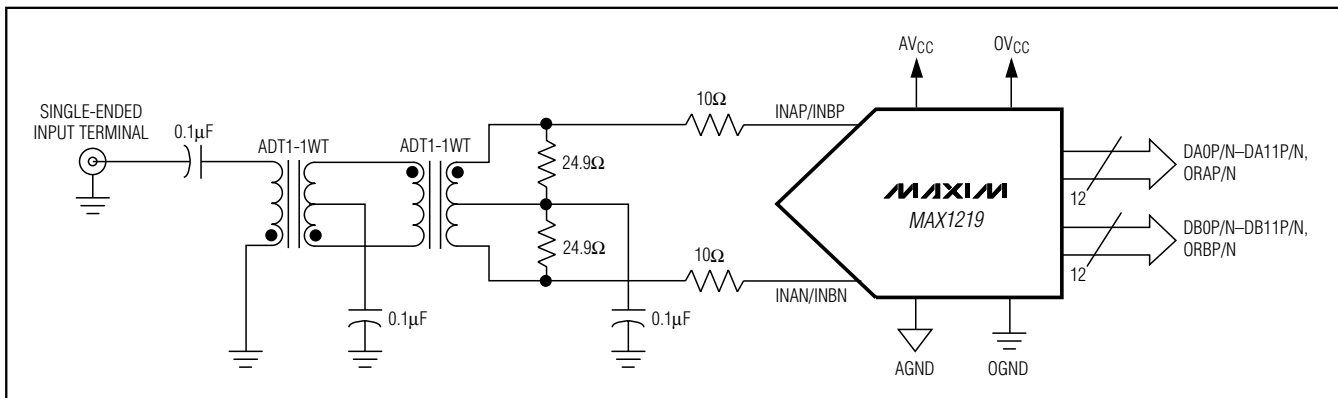 SINGLE-ENDED
INPUT TERMINAL
0.1µF
ADT1-1WT
ADT1-1WT
0.1µF
24.9Ω
24.9Ω
0.1µF
10Ω
10Ω
INAP/INBP
INAN/INBN
AVCC
OVCC
MAXIM
MAX1219
AGND
OGND
DA0P/N–DA11P/N,
ORAP/N
12
DB0P/N–DB11P/N,
ORBP/N
12